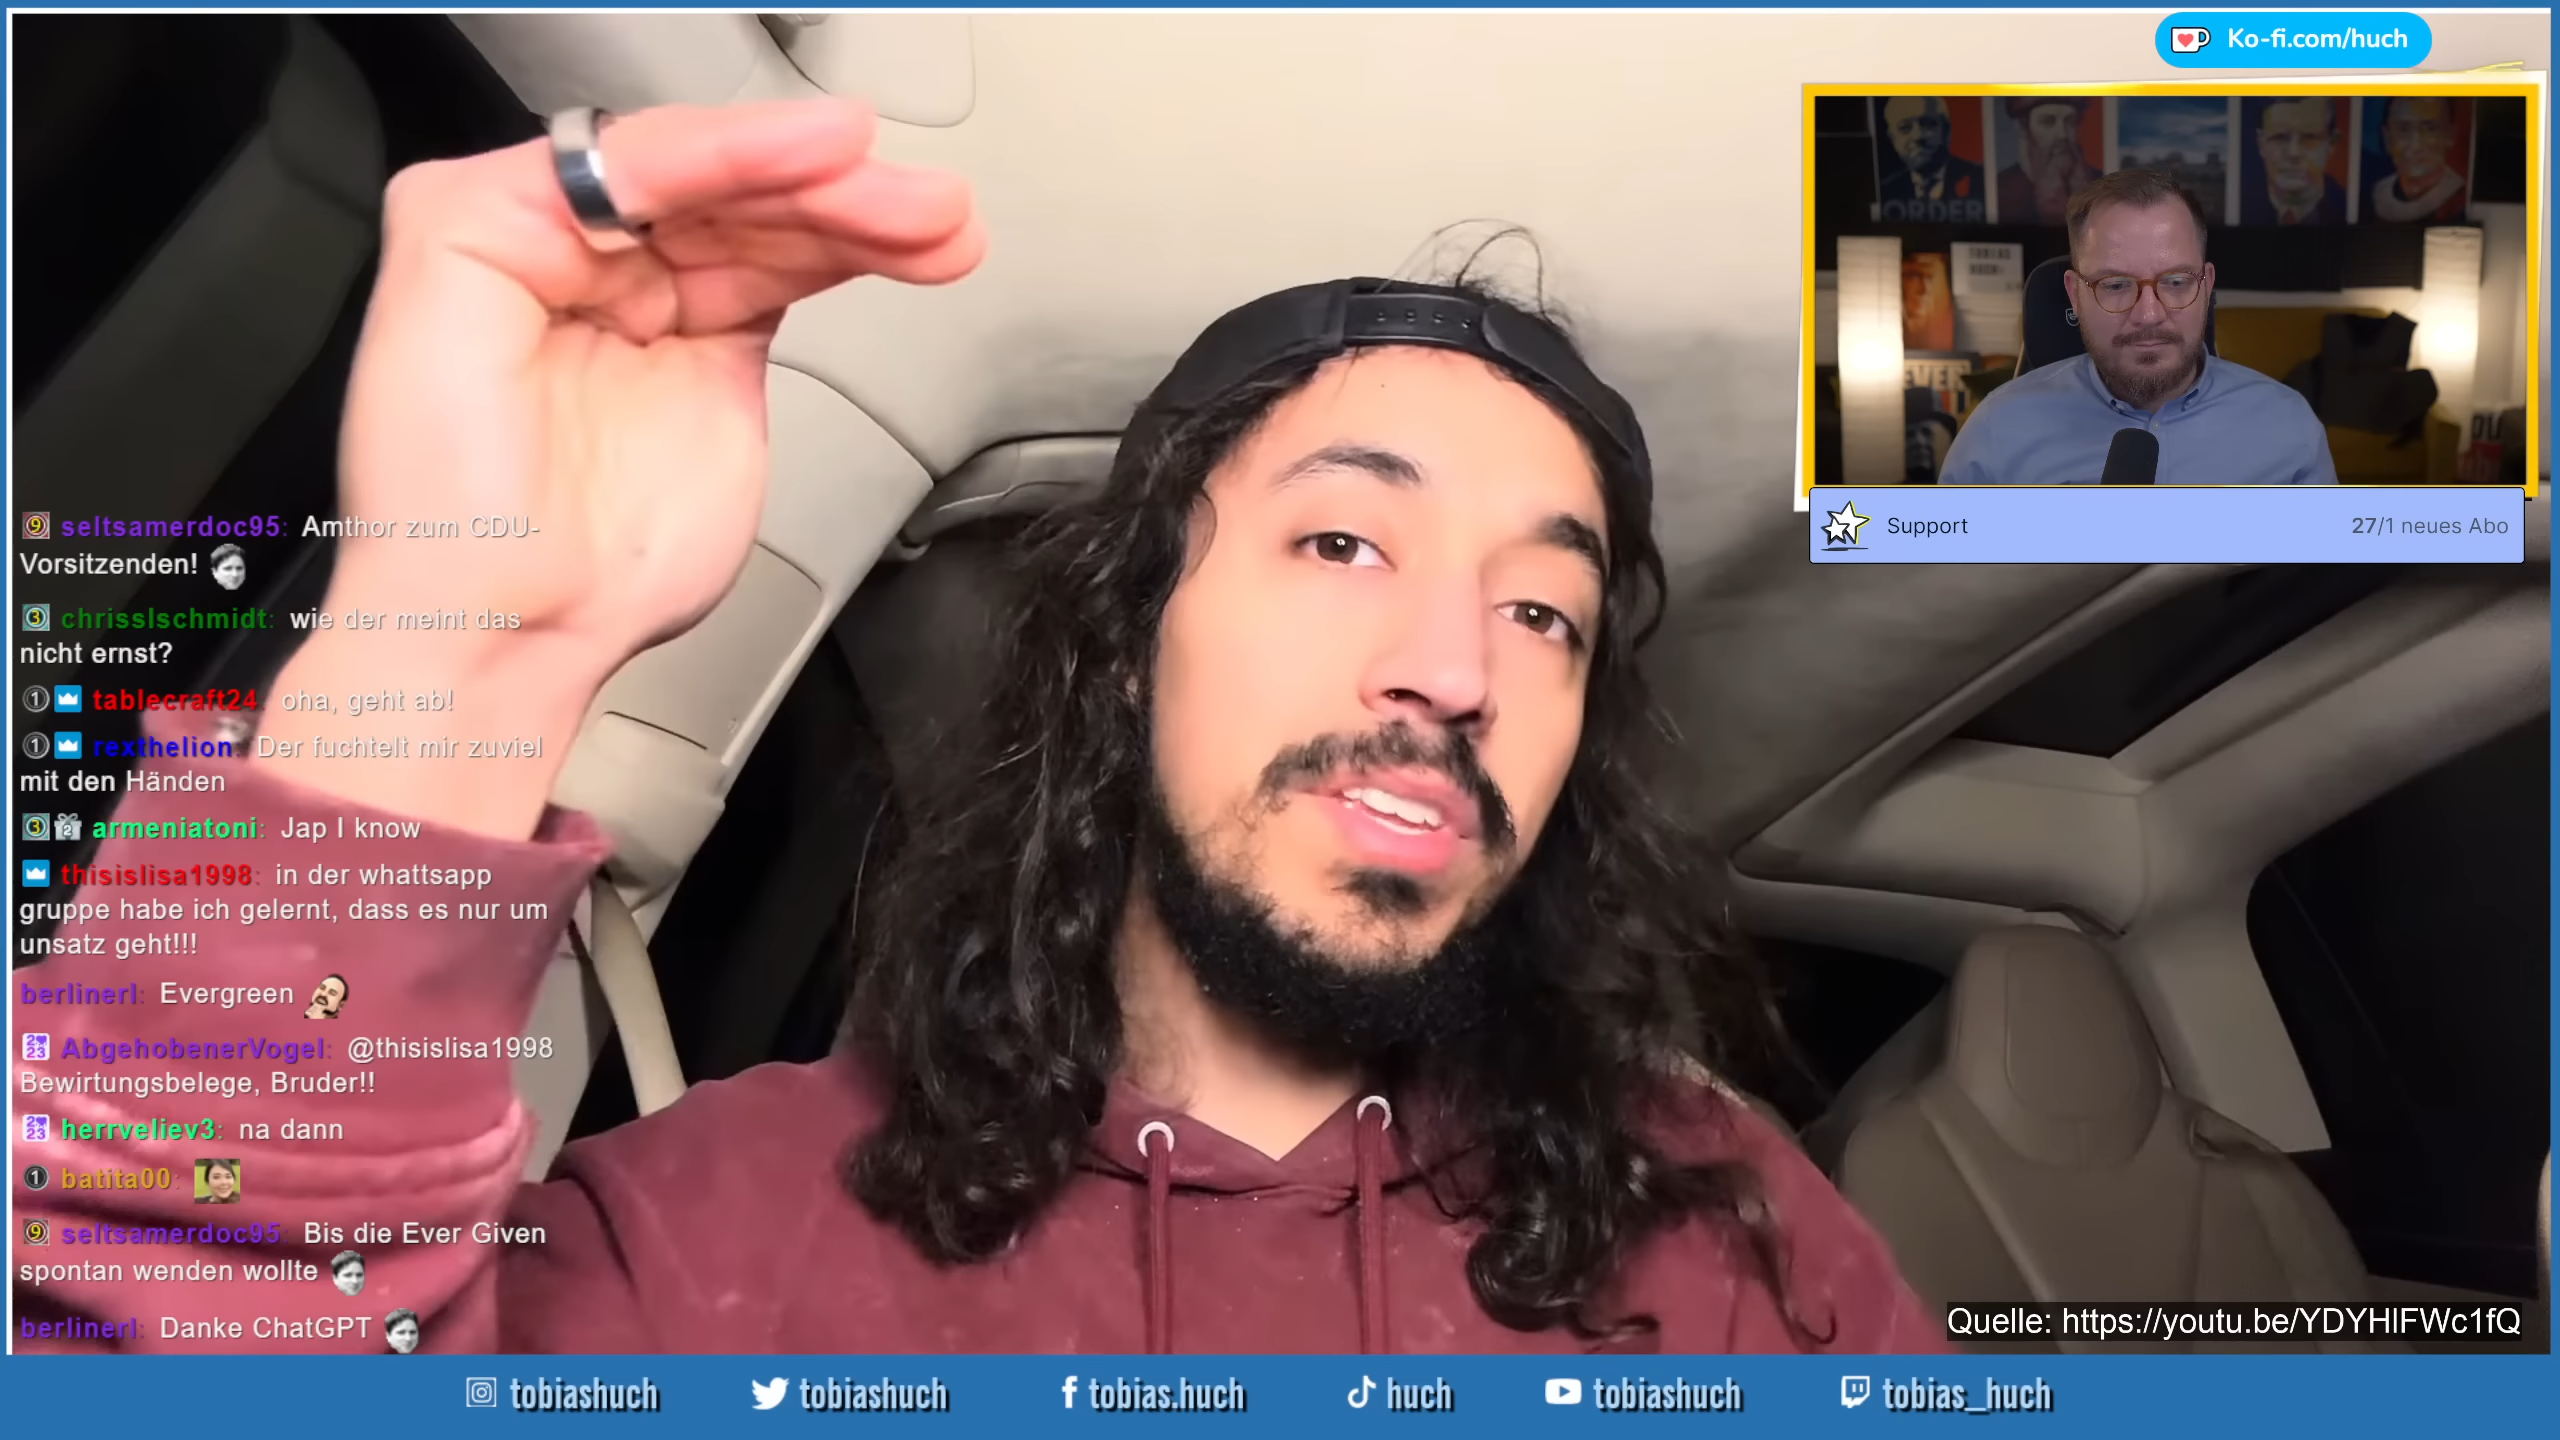 Ko-fi.com/huch
ORDER
Support
27/1 neues Abo
seltsamerdoc95: Amthor zum CDU-
Vorsitzenden!
chrisslschmidt: wie der meint das
nicht ernst?
tablecraft24: oha, geht ab!
rexthelion: Der fuchtelt mir zuviel
mit den Händen
armeniatoni: Jap I know
thisislisa1998: in der whattsapp
gruppe habe ich gelernt, dass es nur um
unsatz geht!!!
berlinerl: Evergreen
AbgehobenerVogel: @thisislisa1998
Bewirtungsbelege, Bruder!!
herrveliev3: na dann
batita00:
seltsamerdoc95: Bis die Ever Given
spontan wenden wollte
berlinerl: Danke ChatGPT
Quelle: https://youtu.be/YDYHlFWc1fQ
tobiashuch
tobiashuch
tobias.huch
huch
tobiashuch
tobias_huch